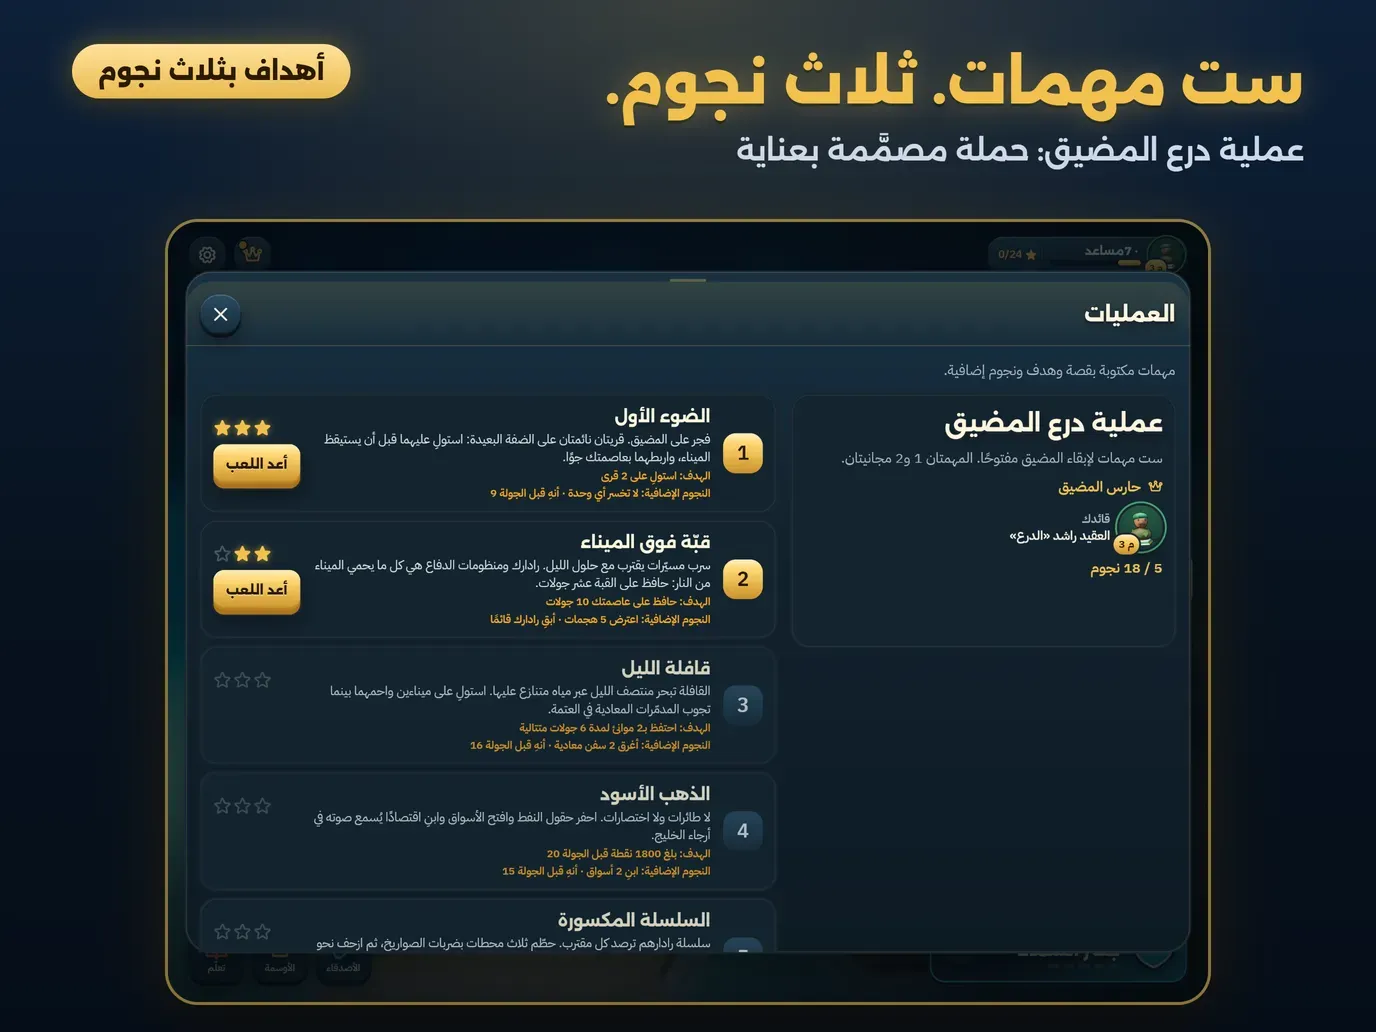 ست مهمات. ثلاث نجوم.
أهداف بثلاث نجوم
عملية درع المضيق: حملة مصمَّمة بعناية
7مساعد ·
0/24
العمليات
مهمات مكتوبة بقصة وهدف ونجوم إضافية.
عملية درع المضيق
ست مهمات لإبقاء المضيق مفتوحًا. المهمتان 1 و2 مجانيتان.
حارس المضيق
قائدك
العقيد راشد «الدرع»
م 3
5 / 18 نجوم
1
الضوء الأول
فجر على المضيق. قريتان نائمتان على الضفة البعيدة: استولِ عليهما قبل أن يستيقظ
الميناء، واربطهما بعاصمتك جوًا.
الهدف: استولِ على 2 قرى
النجوم الإضافية: لا تخسر أي وحدة · أنهِ قبل الجولة 9
أعد اللعب
2
قبّة فوق الميناء
سرب مسيّرات يقترب مع حلول الليل. رادارك ومنظومات الدفاع هي كل ما يحمي الميناء
من النار: حافظ على القبة عشر جولات.
الهدف: حافظ على عاصمتك 10 جولات
النجوم الإضافية: اعترض 5 هجمات · أبقِ رادارك قائمًا
أعد اللعب
3
قافلة الليل
القافلة تبحر منتصف الليل عبر مياه متنازع عليها. استولِ على ميناءين واحمهما بينما
تجوب المدمّرات المعادية في العتمة.
الهدف: احتفظ بـ2 موانئ لمدة 6 جولات متتالية
النجوم الإضافية: أغرق 2 سفن معادية · أنهِ قبل الجولة 16
4
الذهب الأسود
لا طائرات ولا اختصارات. احفر حقول النفط وافتح الأسواق وابنِ اقتصادًا يُسمع صوته في
أرجاء الخليج.
الهدف: بلغ 1800 نقطة قبل الجولة 20
النجوم الإضافية: ابنِ 2 أسواق · أنهِ قبل الجولة 15
السلسلة المكسورة
سلسلة رادارهم ترصد كل مقترب. حطّم ثلاث محطات بضربات الصواريخ، ثم ازحف نحو
الأصدقاء
الأوسمة
تعلّم